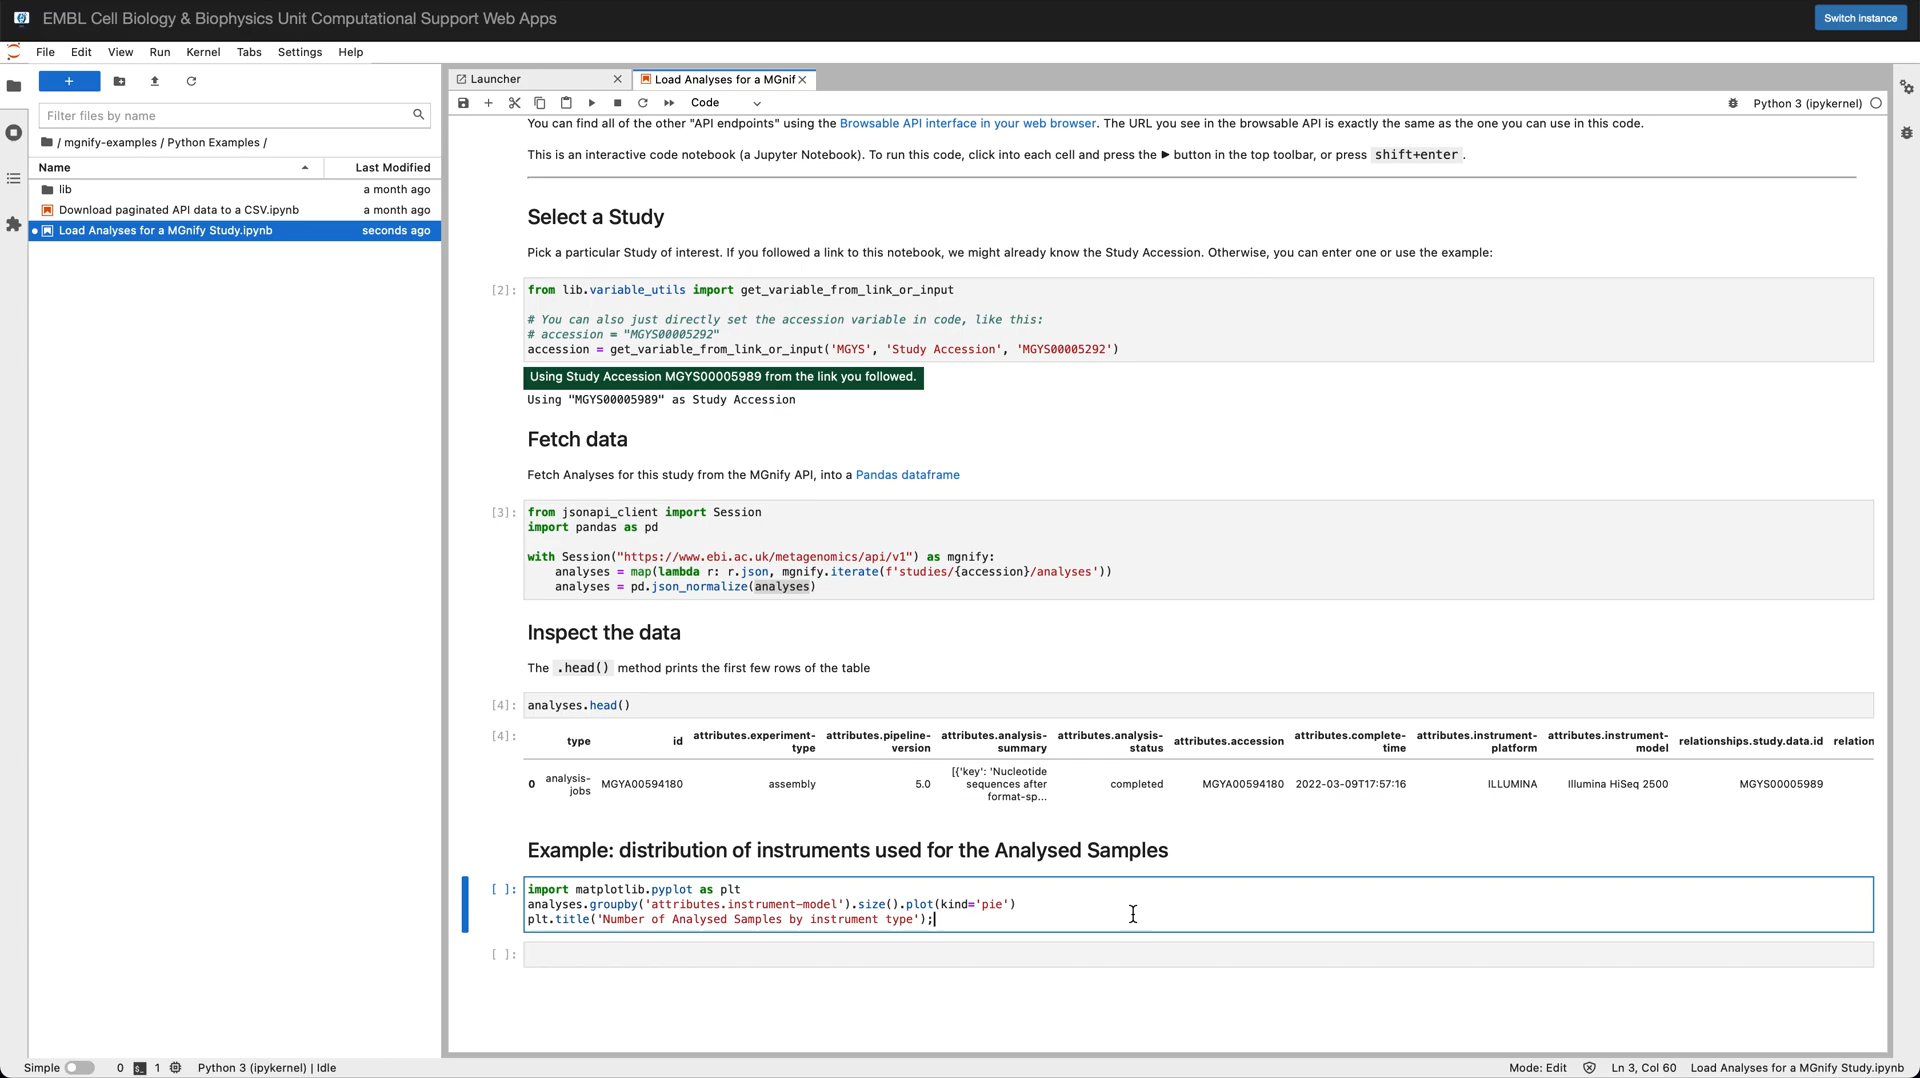 EMBL Cell Biology & Biophysics Unit Computational Support Web Apps
Switch instance
File Edit View Run Kernel Tabs Settings Help
+
Filter files by name
/ mgnify-examples / Python Examples /
Name Last Modified
lib a month ago
Download paginated API data to a CSV.ipynb a month ago
Load Analyses for a MGnify Study.ipynb seconds ago
Launcher
Load Analyses for a MGnif
Code
Python 3 (ipykernel)
You can find all of the other "API endpoints" using the Browsable API interface in your web browser. The URL you see in the browsable API is exactly the same as the one you can use in this code.
This is an interactive code notebook (a Jupyter Notebook). To run this code, click into each cell and press the ▶ button in the top toolbar, or press shift+enter .
Select a Study
Pick a particular Study of interest. If you followed a link to this notebook, we might already know the Study Accession. Otherwise, you can enter one or use the example:
[2]: from lib.variable_utils import get_variable_from_link_or_input
# You can also just directly set the accession variable in code, like this:
# accession = "MGYS00005292"
accession = get_variable_from_link_or_input('MGYS', 'Study Accession', 'MGYS00005292')
Using Study Accession MGYS00005989 from the link you followed.
Using "MGYS00005989" as Study Accession
Fetch data
Fetch Analyses for this study from the MGnify API, into a Pandas dataframe
[3]: from jsonapi_client import Session
import pandas as pd
with Session("https://www.ebi.ac.uk/metagenomics/api/v1") as mgnify:
analyses = map(lambda r: r.json, mgnify.iterate(f'studies/{accession}/analyses'))
analyses = pd.json_normalize(analyses)
Inspect the data
The .head() method prints the first few rows of the table
[4]: analyses.head()
[4]:
type id attributes.experiment-type attributes.pipeline-version attributes.analysis-summary attributes.analysis-status attributes.accession attributes.complete-time attributes.instrument-platform attributes.instrument-model relationships.study.data.id relation
0 analysis-jobs MGYA00594180 assembly 5.0 [{'key': 'Nucleotide sequences after format-sp... completed MGYA00594180 2022-03-09T17:57:16 ILLUMINA Illumina HiSeq 2500 MGYS00005989
Example: distribution of instruments used for the Analysed Samples
[ ]: import matplotlib.pyplot as plt
analyses.groupby('attributes.instrument-model').size().plot(kind='pie')
plt.title('Number of Analysed Samples by instrument type');
[ ]:
Simple 0 1 Python 3 (ipykernel) | Idle Mode: Edit Ln 3, Col 60 Load Analyses for a MGnify Study.ipynb